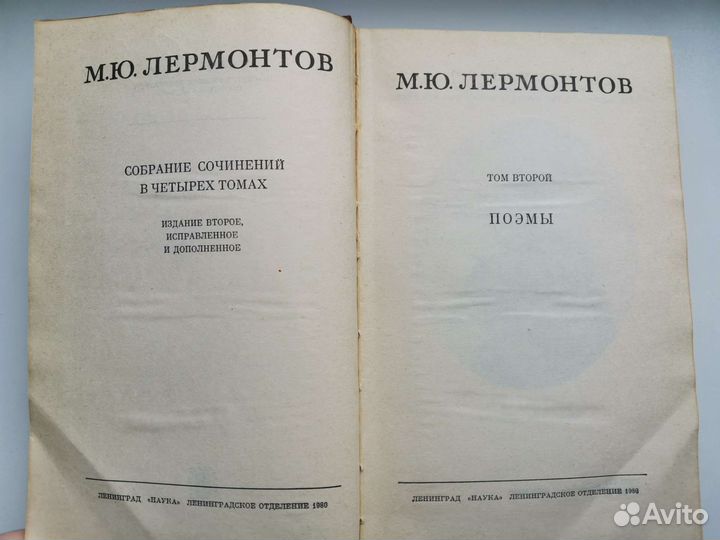 М.Ю. ЛЕРМОНТОВ
СОБРАНИЕ СОЧИНЕНИЙ
В ЧЕТЫРЕХ ТОМАХ
ИЗДАНИЕ ВТОРОЕ,
ИСПРАВЛЕННОЕ
И ДОПОЛНЕННОЕ
ЛЕНИНГРАД «НАУКА» ЛЕНИНГРАДСКОЕ ОТДЕЛЕНИЕ 1980
М.Ю. ЛЕРМОНТОВ
ТОМ ВТОРОЙ
ПОЭМЫ
ЛЕНИНГРАД «НАУКА» ЛЕНИНГРАДСКОЕ ОТДЕЛЕНИЕ 1980
Avito